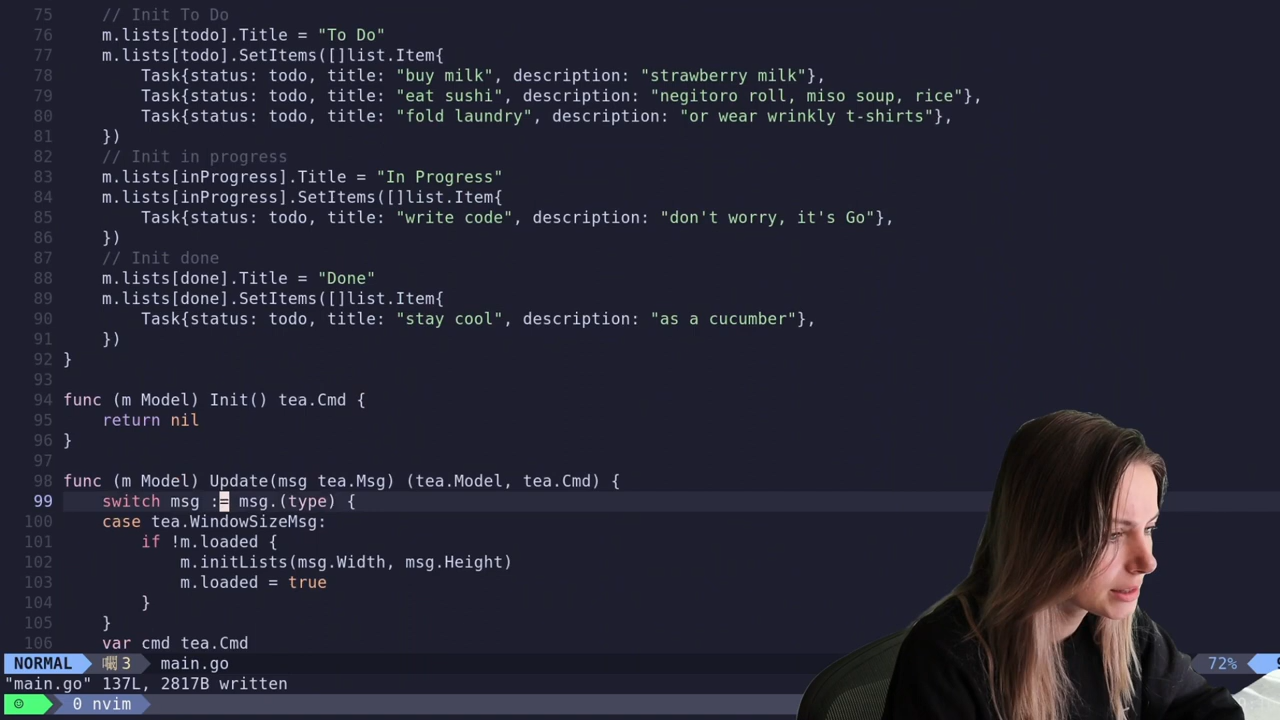 75 // Init To Do
76 m.lists[todo].Title = "To Do"
77 m.lists[todo].SetItems([]list.Item{
78 Task{status: todo, title: "buy milk", description: "strawberry milk"},
79 Task{status: todo, title: "eat sushi", description: "negitoro roll, miso soup, rice"},
80 Task{status: todo, title: "fold laundry", description: "or wear wrinkly t-shirts"},
81 })
82 // Init in progress
83 m.lists[inProgress].Title = "In Progress"
84 m.lists[inProgress].SetItems([]list.Item{
85 Task{status: todo, title: "write code", description: "don't worry, it's Go"},
86 })
87 // Init done
88 m.lists[done].Title = "Done"
89 m.lists[done].SetItems([]list.Item{
90 Task{status: todo, title: "stay cool", description: "as a cucumber"},
91 })
92 }
93
94 func (m Model) Init() tea.Cmd {
95 return nil
96 }
97
98 func (m Model) Update(msg tea.Msg) (tea.Model, tea.Cmd) {
99 switch msg := msg.(type) {
100 case tea.WindowSizeMsg:
101 if !m.loaded {
102 m.initLists(msg.Width, msg.Height)
103 m.loaded = true
104 }
105 }
106 var cmd tea.Cmd
NORMAL 3 main.go 72%
"main.go" 137L, 2817B written
0 nvim